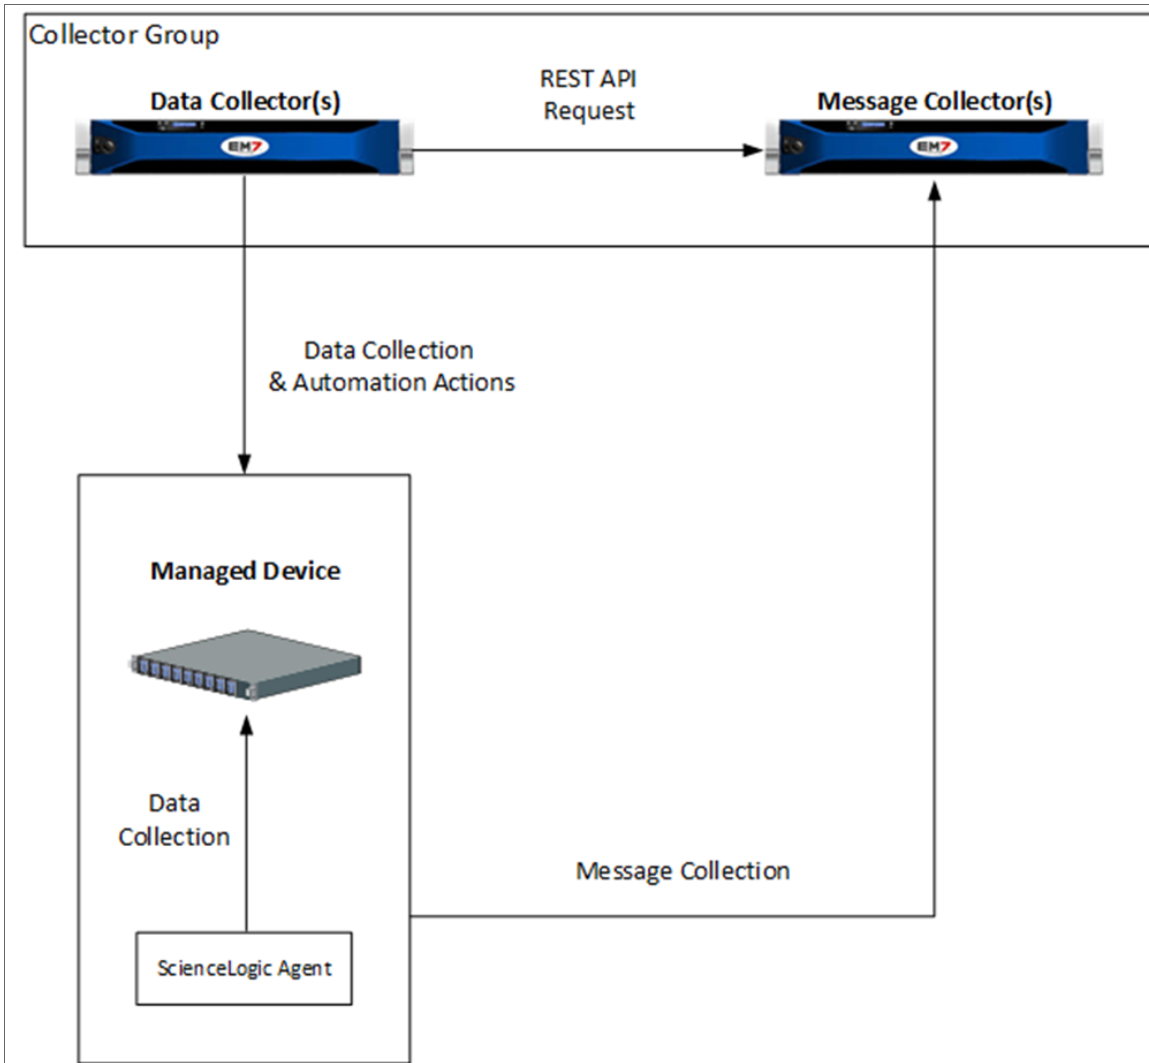 Collector Group
REST API
Request
Data Collector(s)
Message Collector(s)
EM7
EM7
Data Collection
& Automation Actions
Managed Device
Data
Collection
Message Collection
ScienceLogic Agent